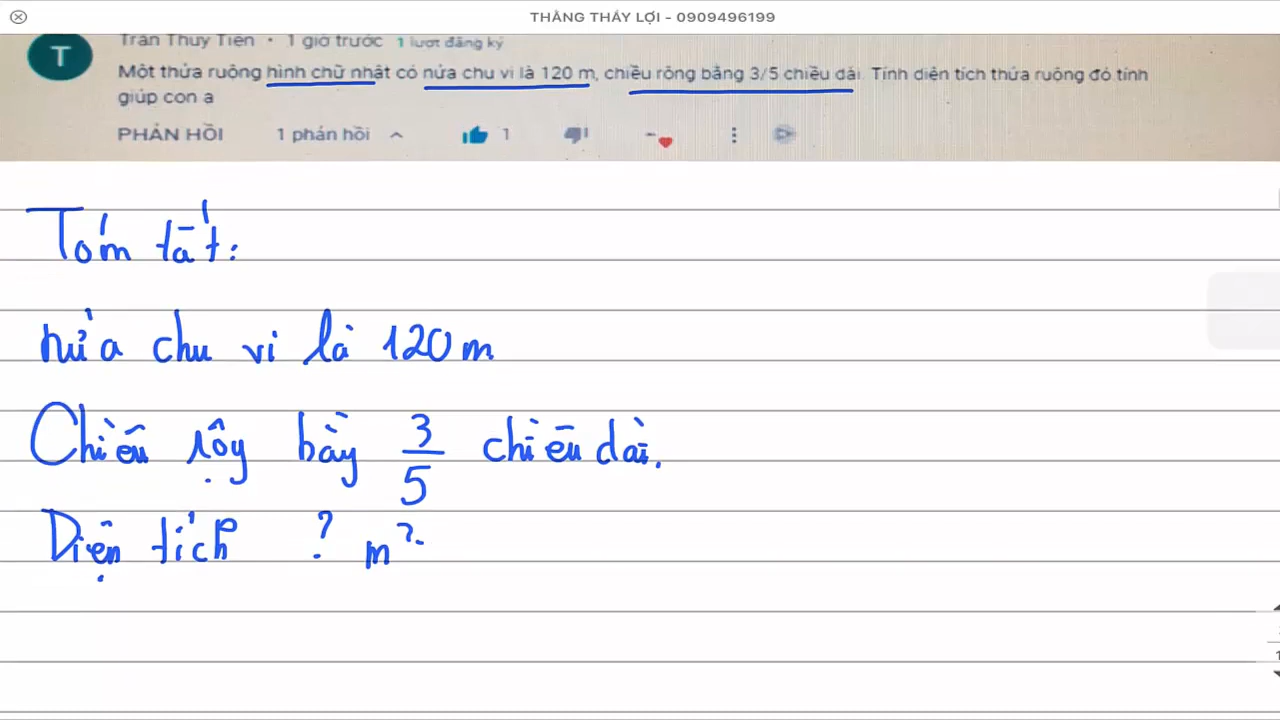 THẮNG THẦY LỢI - 0909496199
T
Trần Thủy Tiên • 1 giờ trước 1 lượt đăng ký
Một thửa ruộng hình chữ nhật có nửa chu vi là 120 m, chiều rộng bằng 3/5 chiều dài. Tính diện tích thửa ruộng đó tính
giúp con ạ
PHẢN HỒI 1 phản hồi 1
Tóm tắt:
nửa chu vi là 120 m
Chiều rộng bằng 3/5 chiều dài.
Diện tích ? m²